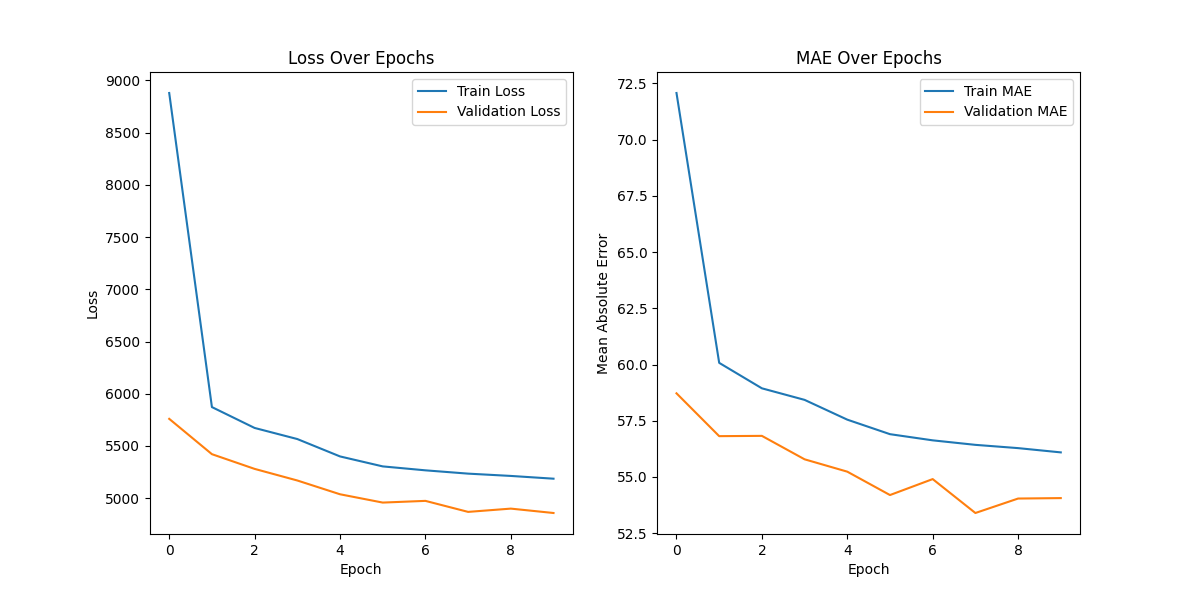 Loss Over Epochs
9000
8500
8000
7500
7000
6500
6000
5500
5000
Loss
Train Loss
Validation Loss
0 2 4 6 8
Epoch
MAE Over Epochs
72.5
70.0
67.5
65.0
62.5
60.0
57.5
55.0
52.5
Mean Absolute Error
Train MAE
Validation MAE
0 2 4 6 8
Epoch